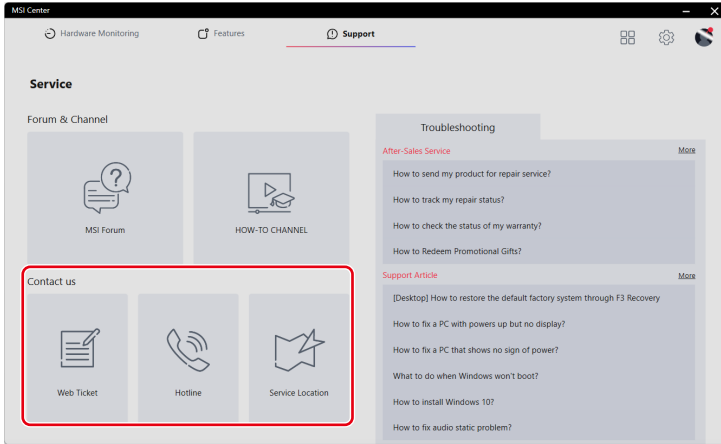 MSI Center
Hardware Monitoring
Features
Support
Service
Forum & Channel
MSI Forum
HOW-TO CHANNEL
Contact us
Web Ticket
Hotline
Service Location
Troubleshooting
After-Sales Service
More
How to send my product for repair service?
How to track my repair status?
How to check the status of my warranty?
How to Redeem Promotional Gifts?
Support Article
More
[Desktop] How to restore the default factory system through F3 Recovery
How to fix a PC with powers up but no display?
How to fix a PC that shows no sign of power?
What to do when Windows won't boot?
How to install Windows 10?
How to fix audio static problem?